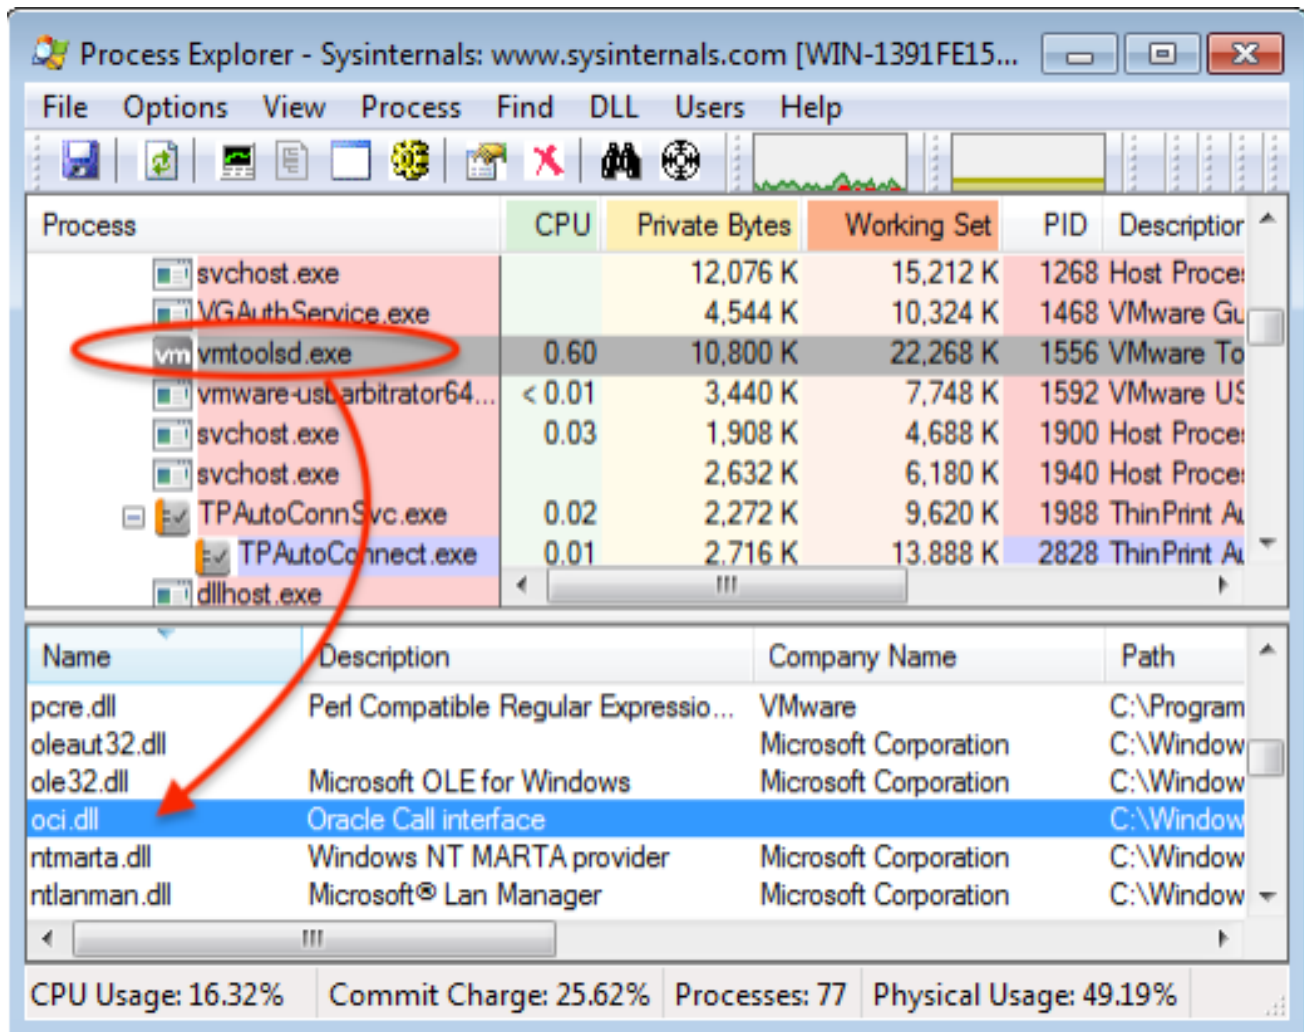 Process Explorer - Sysinternals: www.sysinternals.com [WIN-1391FE15...
File Options View Process Find DLL Users Help
Process CPU Private Bytes Working Set PID Description
svchost.exe 12,076 K 15,212 K 1268 Host Proce
VGAuthService.exe 4,544 K 10,324 K 1468 VMware Gu
vm vmtoolsd.exe 0.60 10,800 K 22,268 K 1556 VMware To
vmware-usbarbitrator64... < 0.01 3,440 K 7,748 K 1592 VMware US
svchost.exe 0.03 1,908 K 4,688 K 1900 Host Proce
svchost.exe 2,632 K 6,180 K 1940 Host Proce
TPAutoConnSvc.exe 0.02 2,272 K 9,620 K 1988 ThinPrint Au
TPAutoConnect.exe 0.01 2,716 K 13,888 K 2828 ThinPrint Au
dllhost.exe
Name Description Company Name Path
pcre.dll Perl Compatible Regular Expressio... VMware C:\Program
oleaut32.dll Microsoft Corporation C:\Window
ole32.dll Microsoft OLE for Windows Microsoft Corporation C:\Window
oci.dll Oracle Call interface C:\Window
ntmarta.dll Windows NT MARTA provider Microsoft Corporation C:\Window
ntlanman.dll Microsoft® Lan Manager Microsoft Corporation C:\Window
CPU Usage: 16.32% Commit Charge: 25.62% Processes: 77 Physical Usage: 49.19%